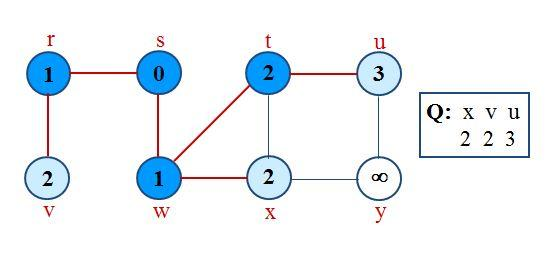 r s t u
1 0 2 3
Q: x v u
2 2 3
2 1 2 ∞
v w x y